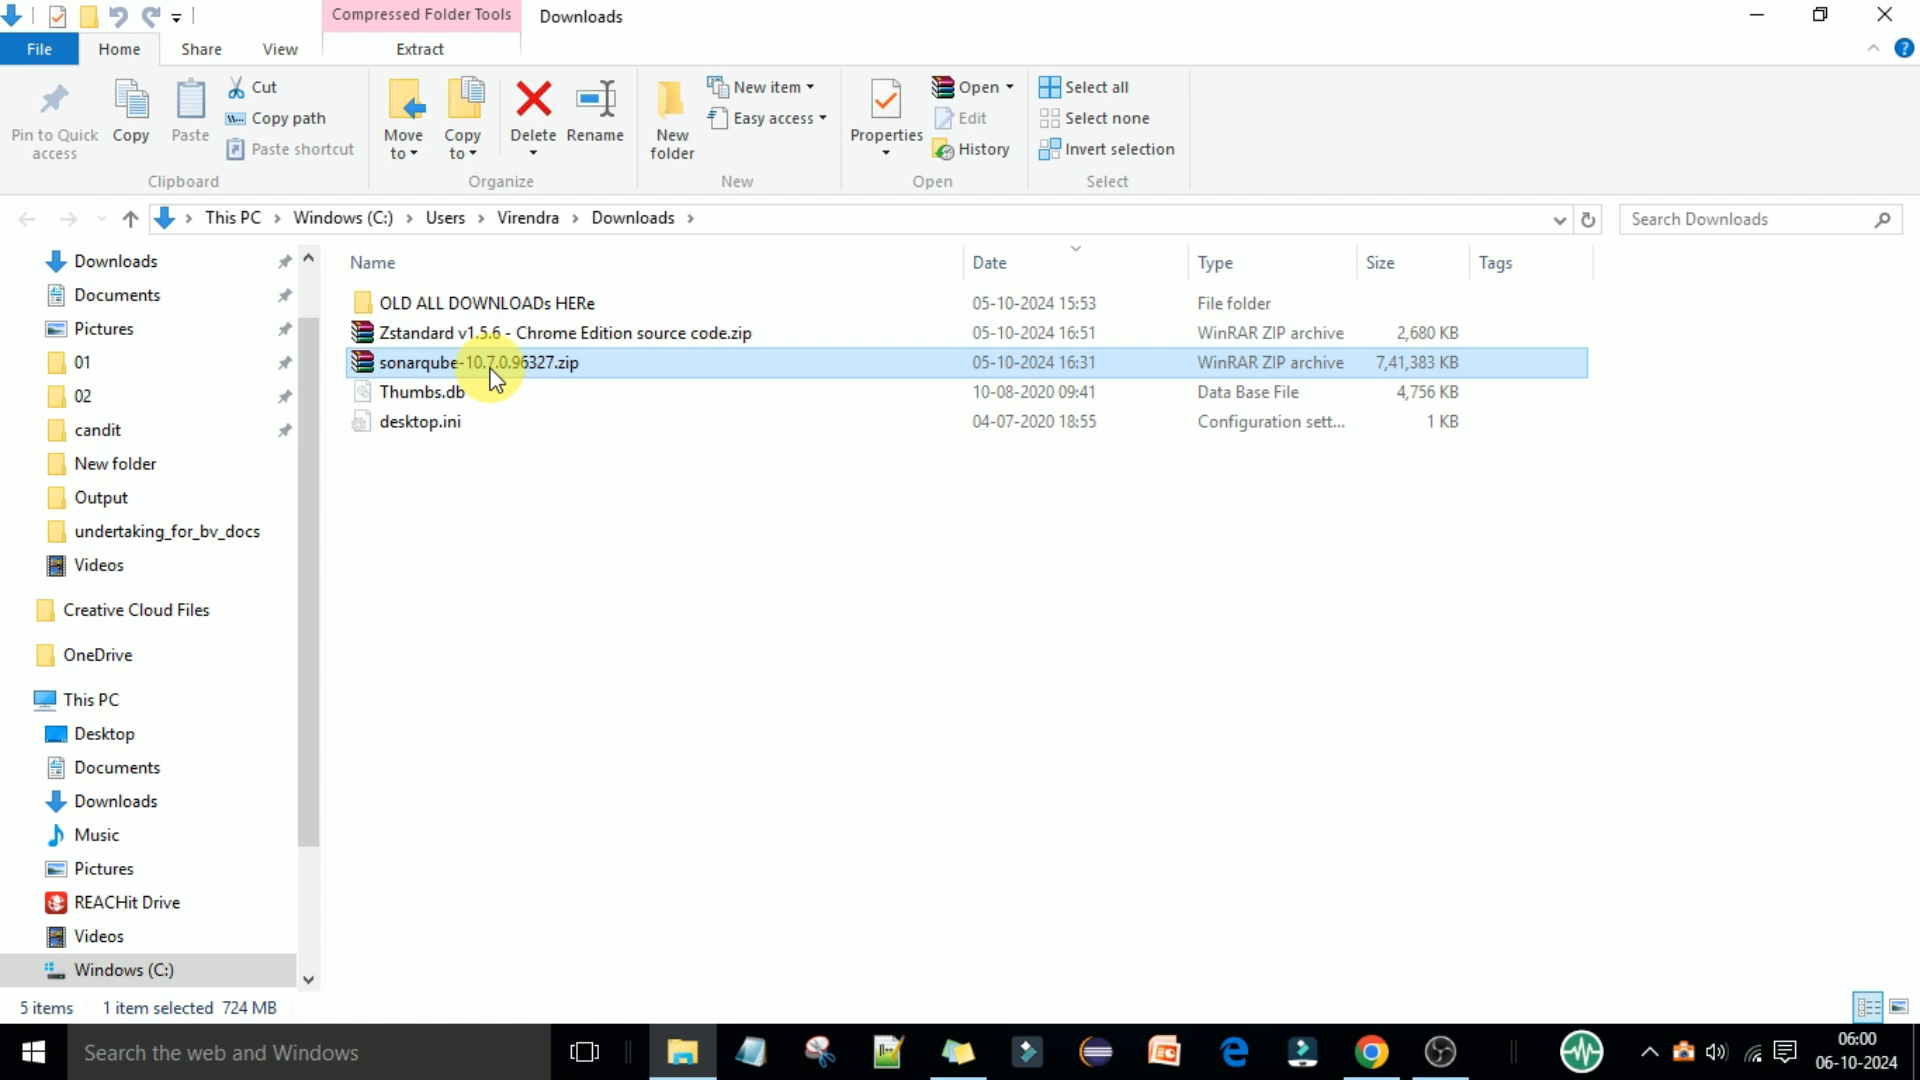 Compressed Folder Tools Downloads
File Home Share View Extract
Pin to Quick access
Copy
Paste
Cut
Copy path
Paste shortcut
Clipboard
Move to
Copy to
Delete
Rename
Organize
New folder
New item
Easy access
New
Properties
Open
Edit
History
Open
Select all
Select none
Invert selection
Select
This PC > Windows (C:) > Users > Virendra > Downloads >
Search Downloads
Downloads
Documents
Pictures
01
02
candit
New folder
Output
undertaking_for_bv_docs
Videos
Creative Cloud Files
OneDrive
This PC
Desktop
Documents
Downloads
Music
Pictures
REACHit Drive
Videos
Windows (C:)
Name Date Type Size Tags
OLD ALL DOWNLOADs HERe 05-10-2024 15:53 File folder
Zstandard v1.5.6 - Chrome Edition source code.zip 05-10-2024 16:51 WinRAR ZIP archive 2,680 KB
sonarqube-10.7.0.96327.zip 05-10-2024 16:31 WinRAR ZIP archive 7,41,383 KB
Thumbs.db 10-08-2020 09:41 Data Base File 4,756 KB
desktop.ini 04-07-2020 18:55 Configuration sett... 1 KB
5 items 1 item selected 724 MB
Search the web and Windows
06:00
06-10-2024